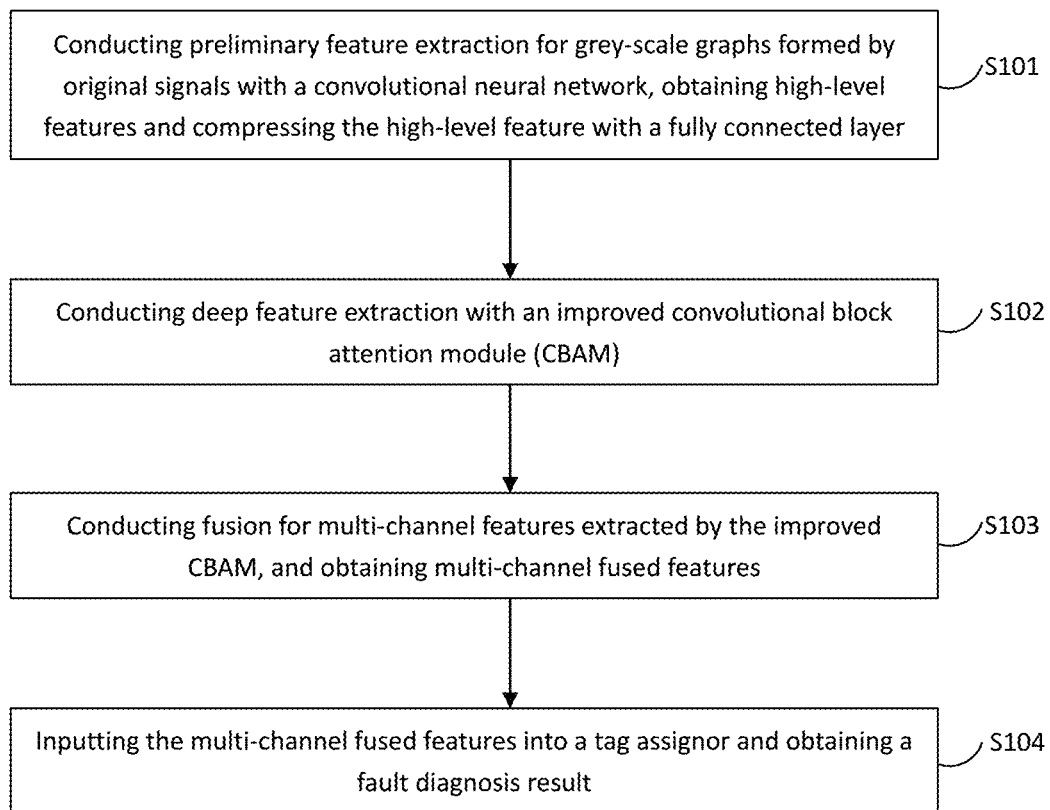 Conducting preliminary feature extraction for grey-scale graphs formed by
original signals with a convolutional neural network, obtaining high-level
features and compressing the high-level feature with a fully connected layer
S101
Conducting deep feature extraction with an improved convolutional block
attention module (CBAM)
S102
Conducting fusion for multi-channel features extracted by the improved
CBAM, and obtaining multi-channel fused features
S103
Inputting the multi-channel fused features into a tag assignor and obtaining a
fault diagnosis result
S104